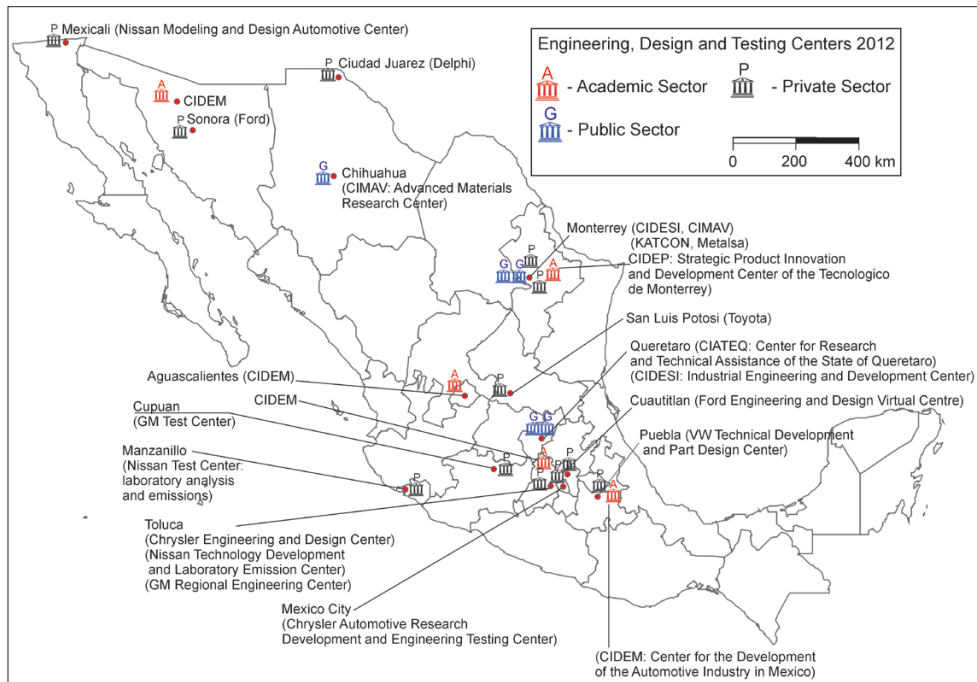 P
Mexicali (Nissan Modeling and Design Automotive Center)
P
Ciudad Juarez (Delphi)
A
CIDEM
P
Sonora (Ford)
G
Chihuahua
(CIMAV: Advanced Materials
Research Center)
Engineering, Design and Testing Centers 2012
A
- Academic Sector
P
- Private Sector
G
- Public Sector
0 200 400 km
Monterrey (CIDESI, CIMAV)
(KATCON, Metalsa)
CIDEP: Strategic Product Innovation
and Development Center of the Tecnologico
de Monterrey)
P
G G
P
A
San Luis Potosi (Toyota)
P
Queretaro (CIATEQ: Center for Research
and Technical Assistance of the State of Queretaro)
(CIDESI: Industrial Engineering and Development Center)
G G
Cuautitlan (Ford Engineering and Design Virtual Centre)
Puebla (VW Technical Development
and Part Design Center)
A
Aguascalientes (CIDEM)
CIDEM
A
Cupuan
(GM Test Center)
P
Manzanillo
(Nissan Test Center:
laboratory analysis
and emissions)
P
P
P
P
P
A
Toluca
(Chrysler Engineering and Design Center)
(Nissan Technology Development
and Laboratory Emission Center)
(GM Regional Engineering Center)
Mexico City
(Chrysler Automotive Research
Development and Engineering Testing Center)
(CIDEM: Center for the Development
of the Automotive Industry in Mexico)